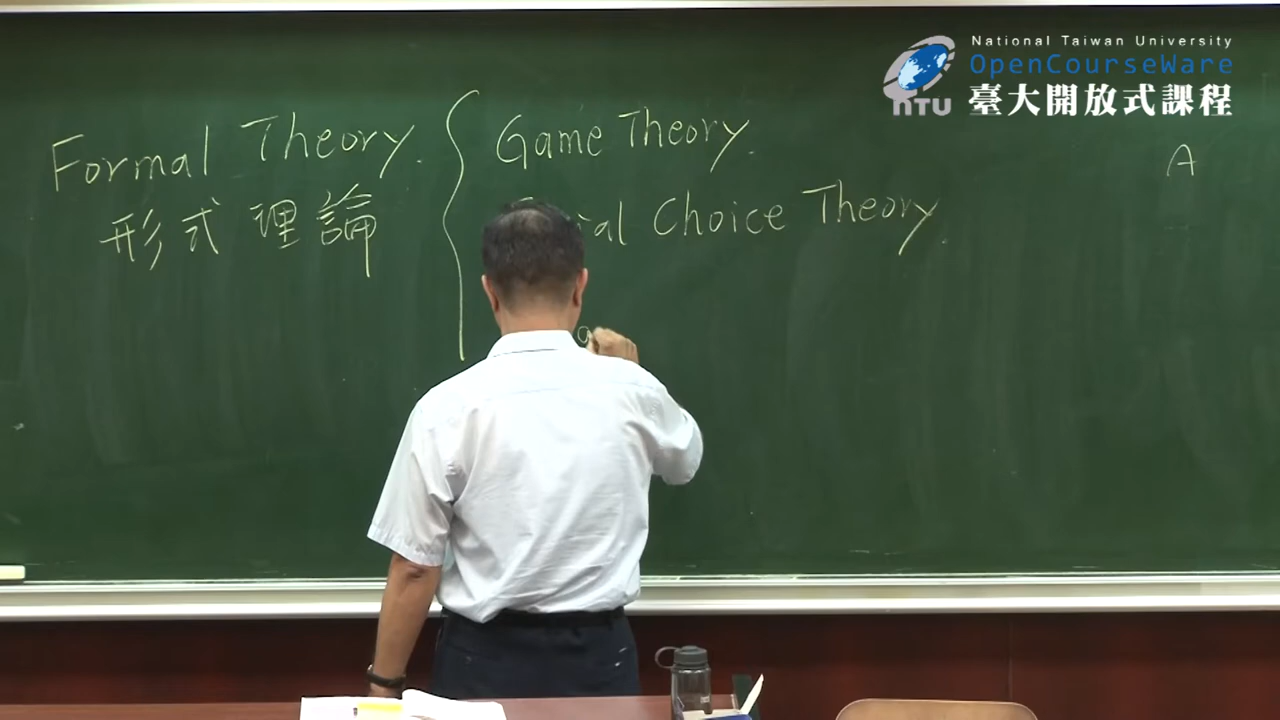 National Taiwan University
OpenCourseWare
NTU 臺大開放式課程
Formal Theory.
形式理論
Game Theory.
Choice Theory.
A